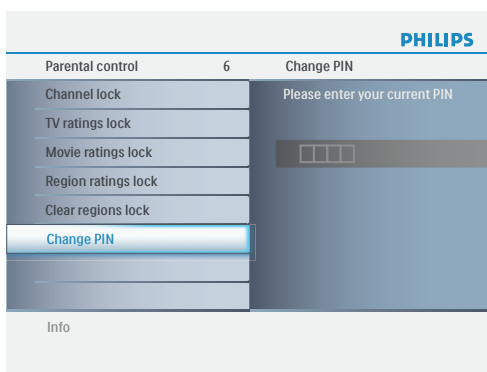 PHILIPS
Parental control 6 Change PIN
Channel lock Please enter your current PIN
TV ratings lock
Movie ratings lock
Region ratings lock
Clear regions lock
Change PIN
Info